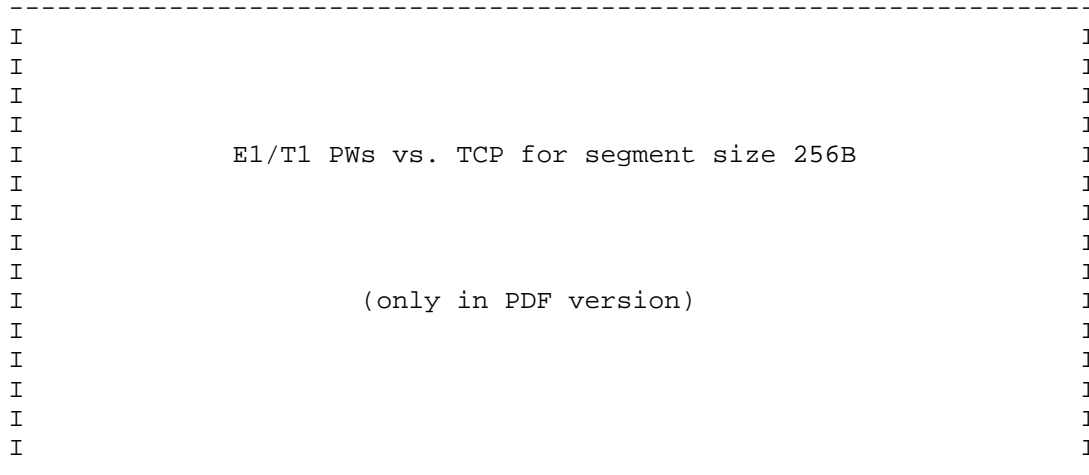 ------------------------------------------------------------------------
I                                                                      I
I                                                                      I
I                                                                      I
I                                                                      I
I              E1/T1 PWs vs. TCP for segment size 256B                 I
I                                                                      I
I                                                                      I
I                                                                      I
I                                                                      I
I                       (only in PDF version)                          I
I                                                                      I
I                                                                      I
I                                                                      I
I                                                                      I
I                                                                      I